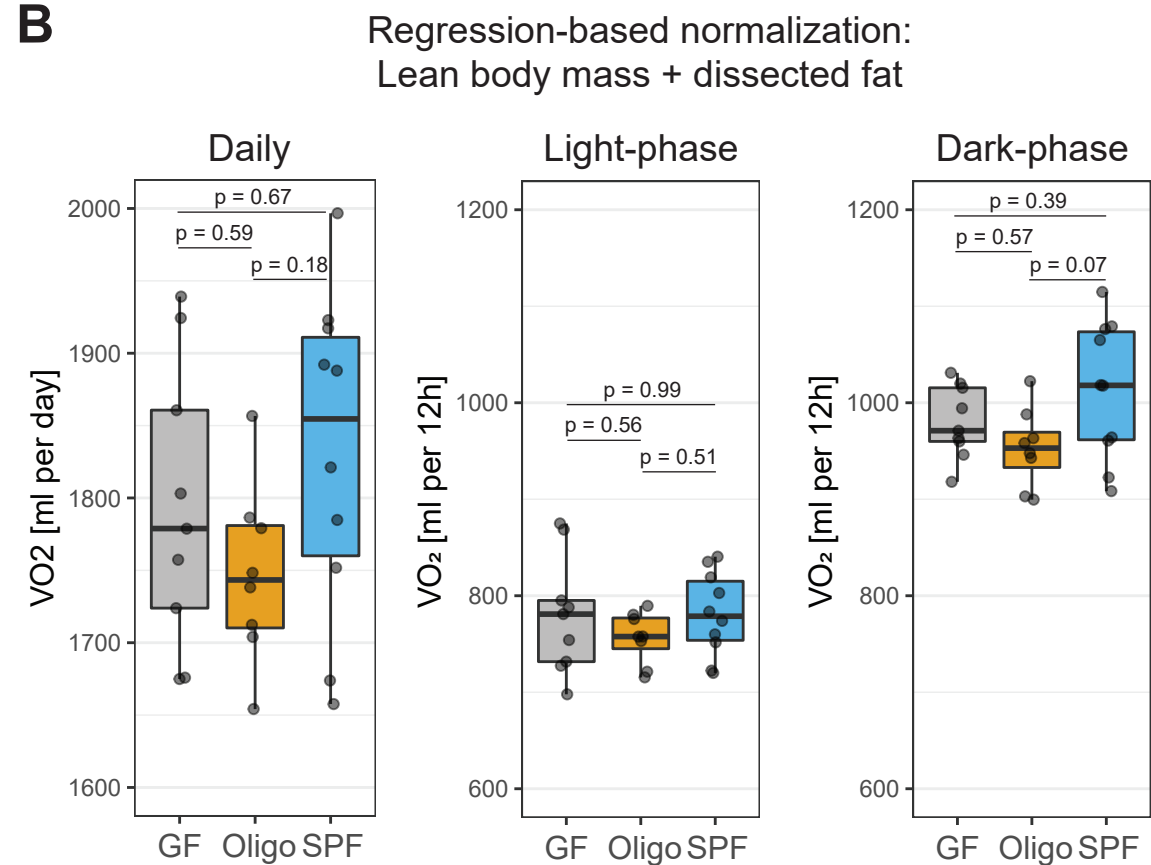 B
Regression-based normalization:
Lean body mass + dissected fat
Daily
VO2 [ml per day]
2000
1900
1800
1700
1600
p = 0.67
p = 0.59
p = 0.18
GF Oligo SPF
Light-phase
VO₂ [ml per 12h]
1200
1000
800
600
p = 0.99
p = 0.56
p = 0.51
GF Oligo SPF
Dark-phase
VO₂ [ml per 12h]
1200
1000
800
600
p = 0.39
p = 0.57
p = 0.07
GF Oligo SPF